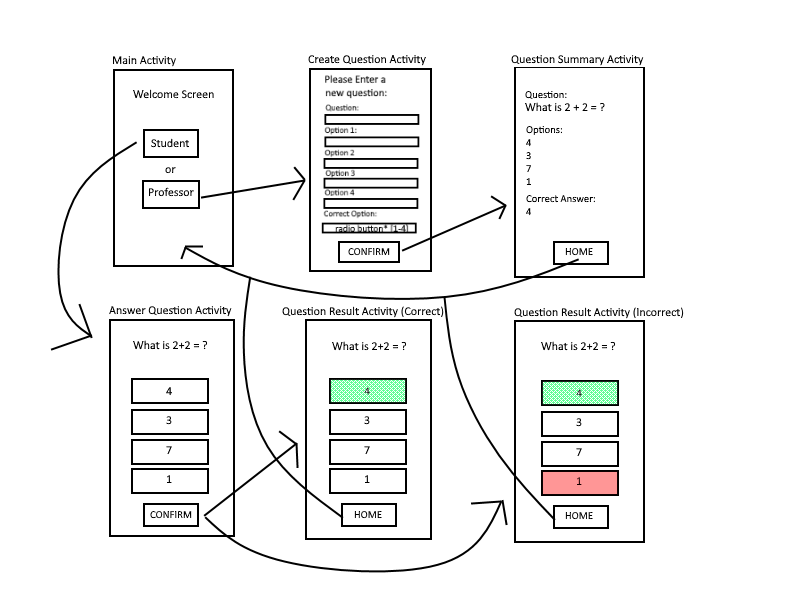 Main Activity
Welcome Screen
Student
or
Professor
Create Question Activity
Please Enter a
new question:
Question:
Option 1:
Option 2
Option 3
Option 4
Correct Option:
radio button* [1-4]
CONFIRM
Question Summary Activity
Question:
What is 2 + 2 = ?
Options:
4
3
7
1
Correct Answer:
4
HOME
Answer Question Activity
What is 2+2 = ?
4
3
7
1
CONFIRM
Question Result Activity (Correct)
What is 2+2 = ?
4
3
7
1
HOME
Question Result Activity (Incorrect)
What is 2+2 = ?
4
3
7
1
HOME